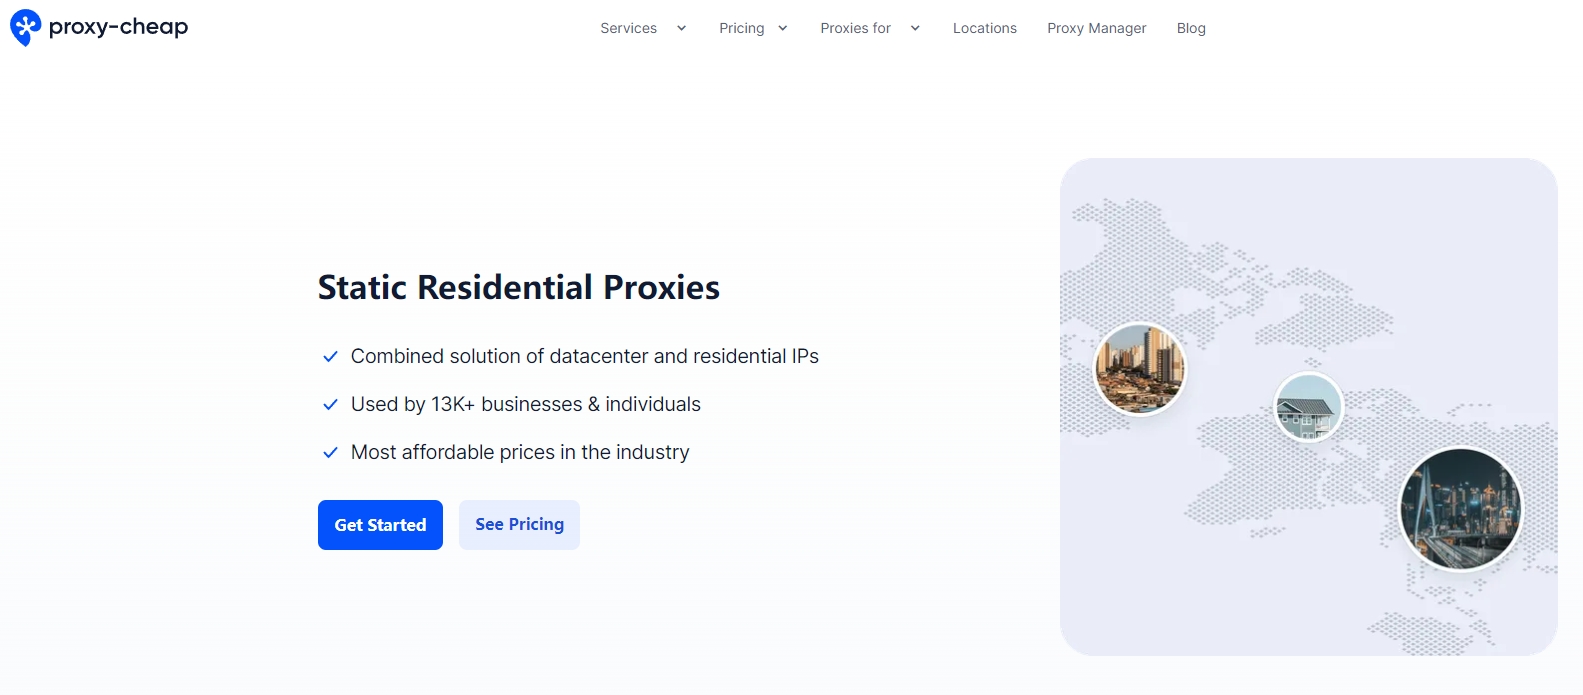 proxy-cheap
Services
Pricing
Proxies for
Locations
Proxy Manager
Blog
Static Residential Proxies
Combined solution of datacenter and residential IPs
Used by 13K+ businesses & individuals
Most affordable prices in the industry
Get Started
See Pricing